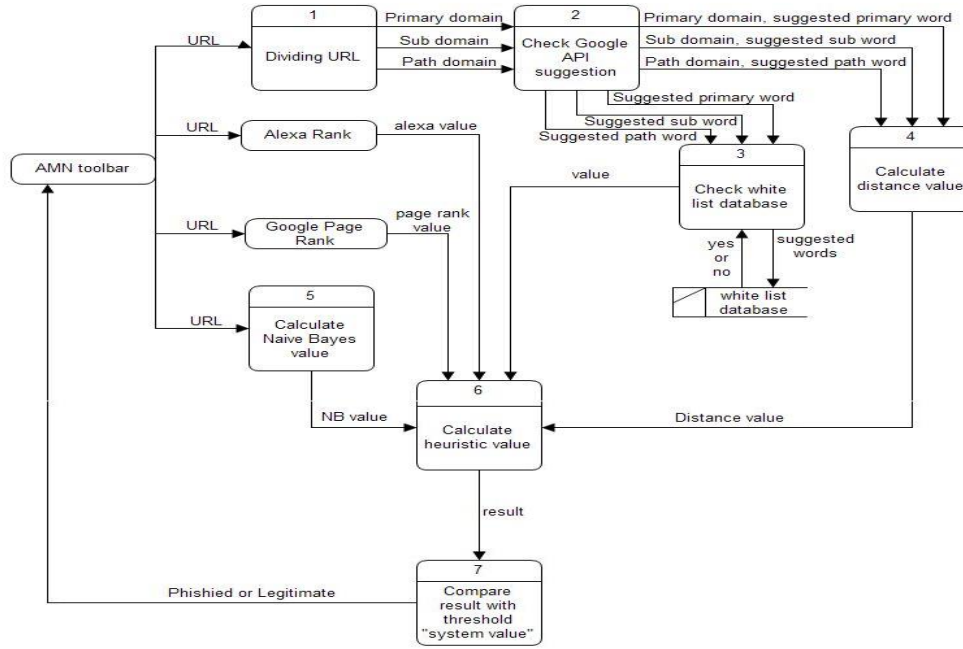 1
Dividing URL
2
Check Google
API
suggestion
Primary domain
Sub domain
Path domain
Primary domain, suggested primary word
Sub domain, suggested sub word
Path domain, suggested path word
URL
Suggested primary word
Suggested sub word
Suggested path word
URL
Alexa Rank
alexa value
3
Check white
list database
4
Calculate
distance value
AMN toolbar
value
URL
Google Page
Rank
page rank
value
yes
or
no
suggested
words
white list
database
URL
5
Calculate
Naive Bayes
value
NB value
6
Calculate
heuristic value
Distance value
result
7
Compare
result with
threshold
"system value"
Phishied or Legitimate